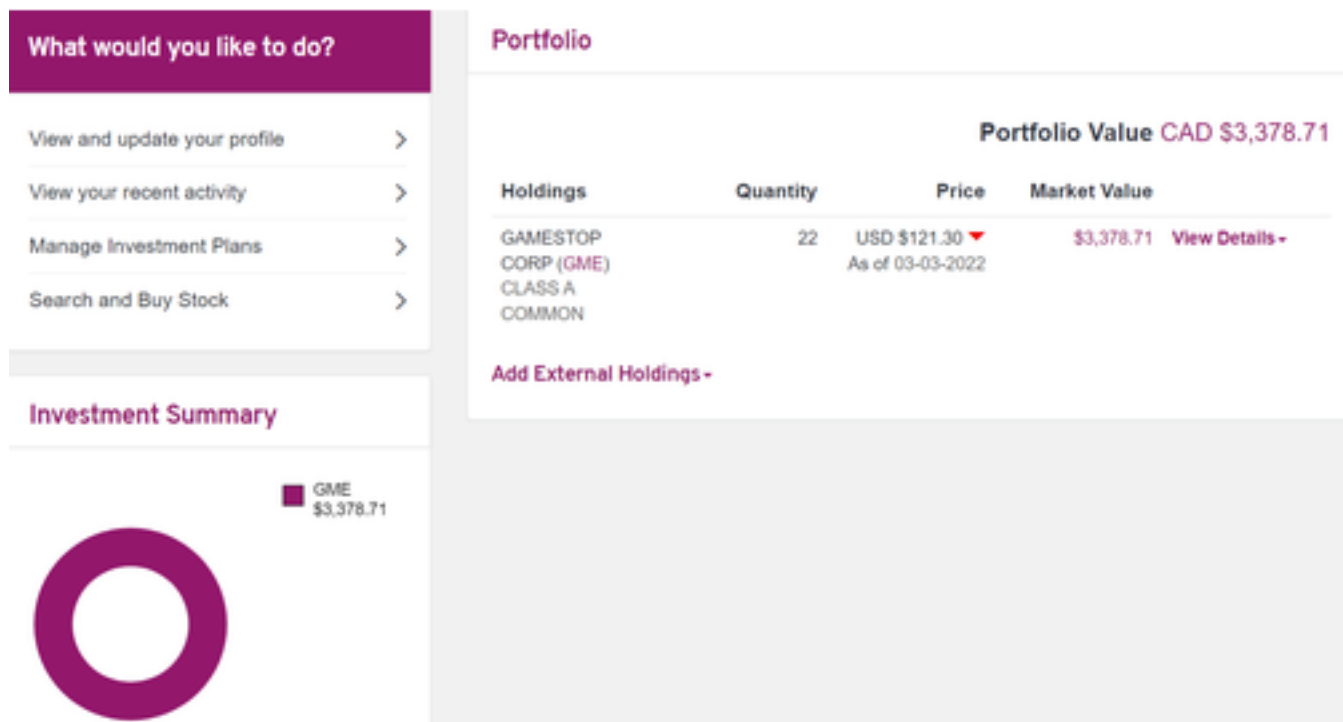 What would you like to do?
View and update your profile
View your recent activity
Manage Investment Plans
Search and Buy Stock
Investment Summary
GME
$3,378.71
Portfolio
Portfolio Value CAD $3,378.71
Holdings Quantity Price Market Value
GAMESTOP 22 USD $121.30 $3,378.71 View Details
CORP (GME) As of 03-03-2022
CLASS A
COMMON
Add External Holdings